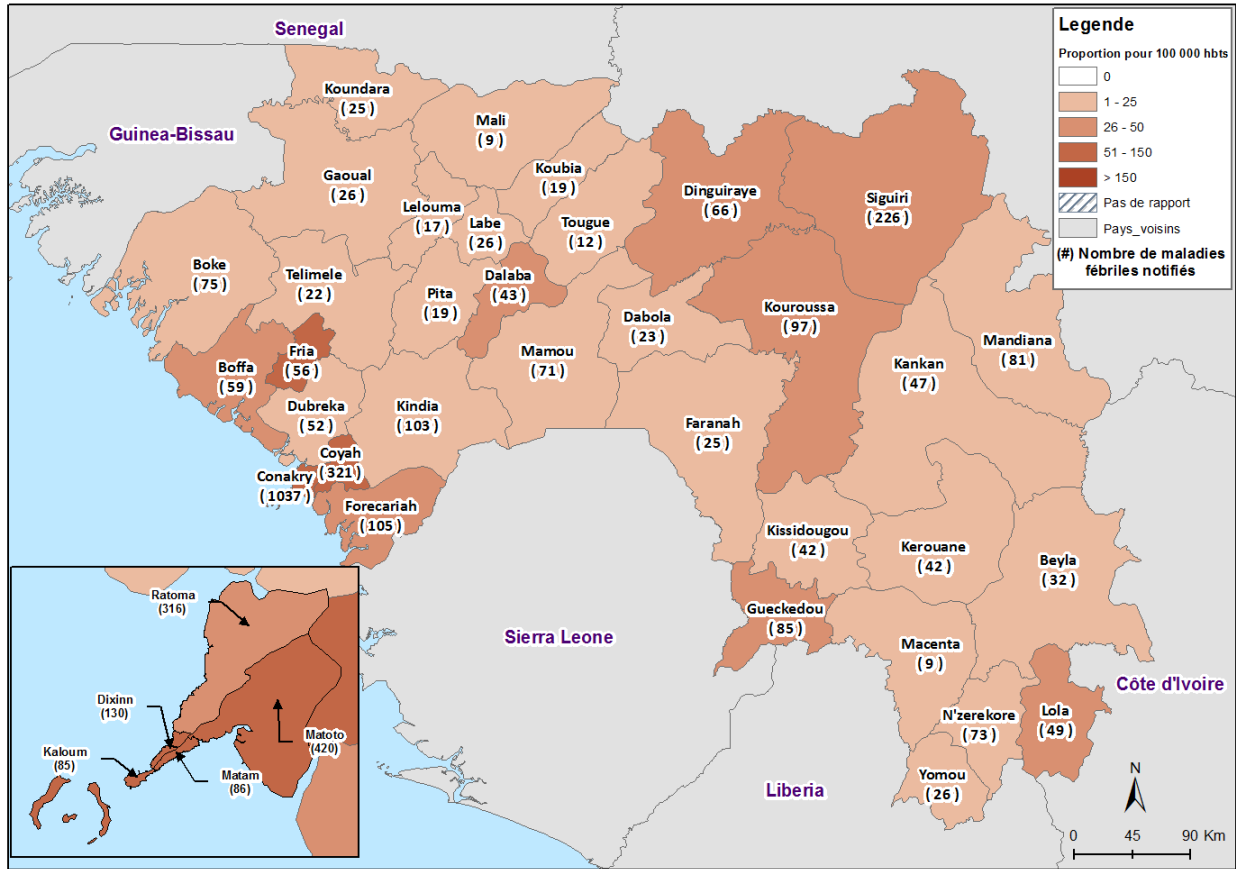 Senegal
Guinea-Bissau
Koundara
( 25 )
Mali
( 9 )
Gaoual
( 26 )
Koubia
( 19 )
Lelouma
( 17 )
Labe
( 26 )
Tougue
( 12 )
Dinguiraye
( 66 )
Siguiri
( 226 )
Boke
( 75 )
Telimele
( 22 )
Pita
( 19 )
Dalaba
( 43 )
Dabola
( 23 )
Kouroussa
( 97 )
Mandiana
( 81 )
Kankan
( 47 )
Fria
( 56 )
Boffa
( 59 )
Mamou
( 71 )
Dubreka
( 52 )
Kindia
( 103 )
Faranah
( 25 )
Coyah
( 321 )
Conakry
( 1037 )
Forecariah
( 105 )
Kissidougou
( 42 )
Kerouane
( 42 )
Beyla
( 32 )
Gueckedou
( 85 )
Macenta
( 9 )
Sierra Leone
Côte d'Ivoire
N'zerekore
( 73 )
Lola
( 49 )
Yomou
( 26 )
Liberia
Legende
Proportion pour 100 000 hbts
0
1 - 25
26 - 50
51 - 150
> 150
Pas de rapport
Pays_voisins
(#) Nombre de maladies
fébriles notifiés
Ratoma
(316)
Dixinn
(130)
Kaloum
(85)
Matam
(86)
Matoto
(420)
N
0 45 90 Km